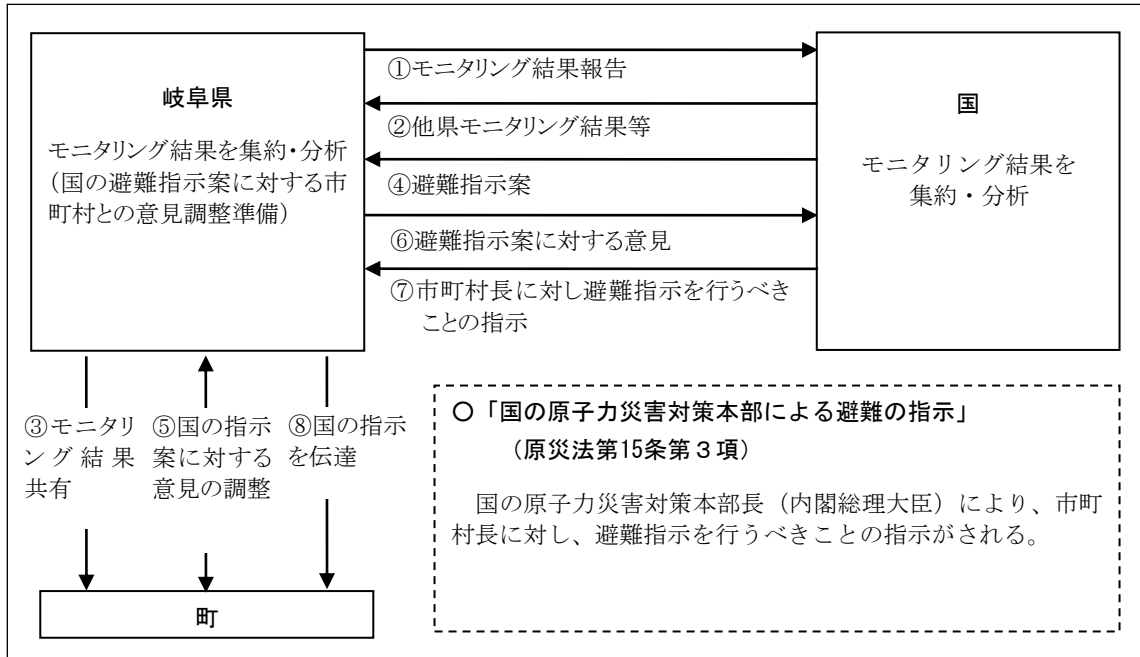 岐阜県
モニタリング結果を集約・分析
（国の避難指示案に対する市
町村との意見調整準備）
①モニタリング結果報告
②他県モニタリング結果等
④避難指示案
⑥避難指示案に対する意見
⑦市町村長に対し避難指示を行うべき
ことの指示
国
モニタリング結果を
集約・分析
③モニタリ
ング結果
共有
⑤国の指示
案に対する
意見の調整
⑧国の指示
を伝達
○「国の原子力災害対策本部による避難の指示」
（原災法第15条第３項）
国の原子力災害対策本部長（内閣総理大臣）により、市町
村長に対し、避難指示を行うべきことの指示がされる。
町